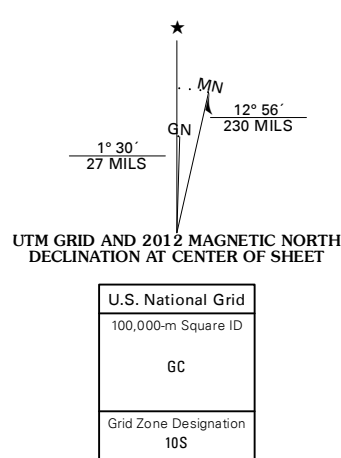 MN
12° 56´
230 MILS
GN
1° 30´
27 MILS
UTM GRID AND 2012 MAGNETIC NORTH
DECLINATION AT CENTER OF SHEET
U.S. National Grid
100,000-m Square ID
GC
Grid Zone Designation
10S